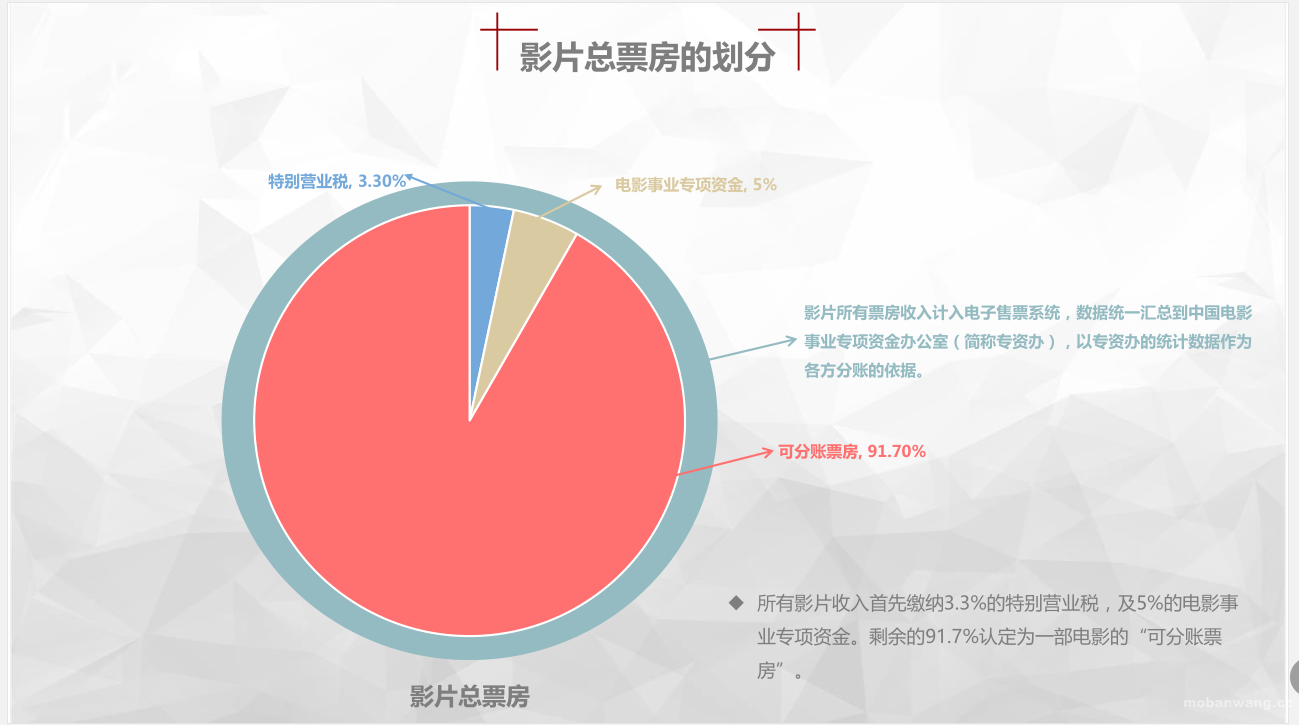 影片总票房的划分
特别营业税, 3.30%
电影事业专项资金, 5%
影片所有票房收入计入电子售票系统，数据统一汇总到中国电影
事业专项资金办公室（简称专资办），以专资办的统计数据作为
各方分账的依据。
可分账票房, 91.70%
所有影片收入首先缴纳3.3%的特别营业税，及5%的电影事
业专项资金。剩余的91.7%认定为一部电影的“可分账票
房”。
影片总票房